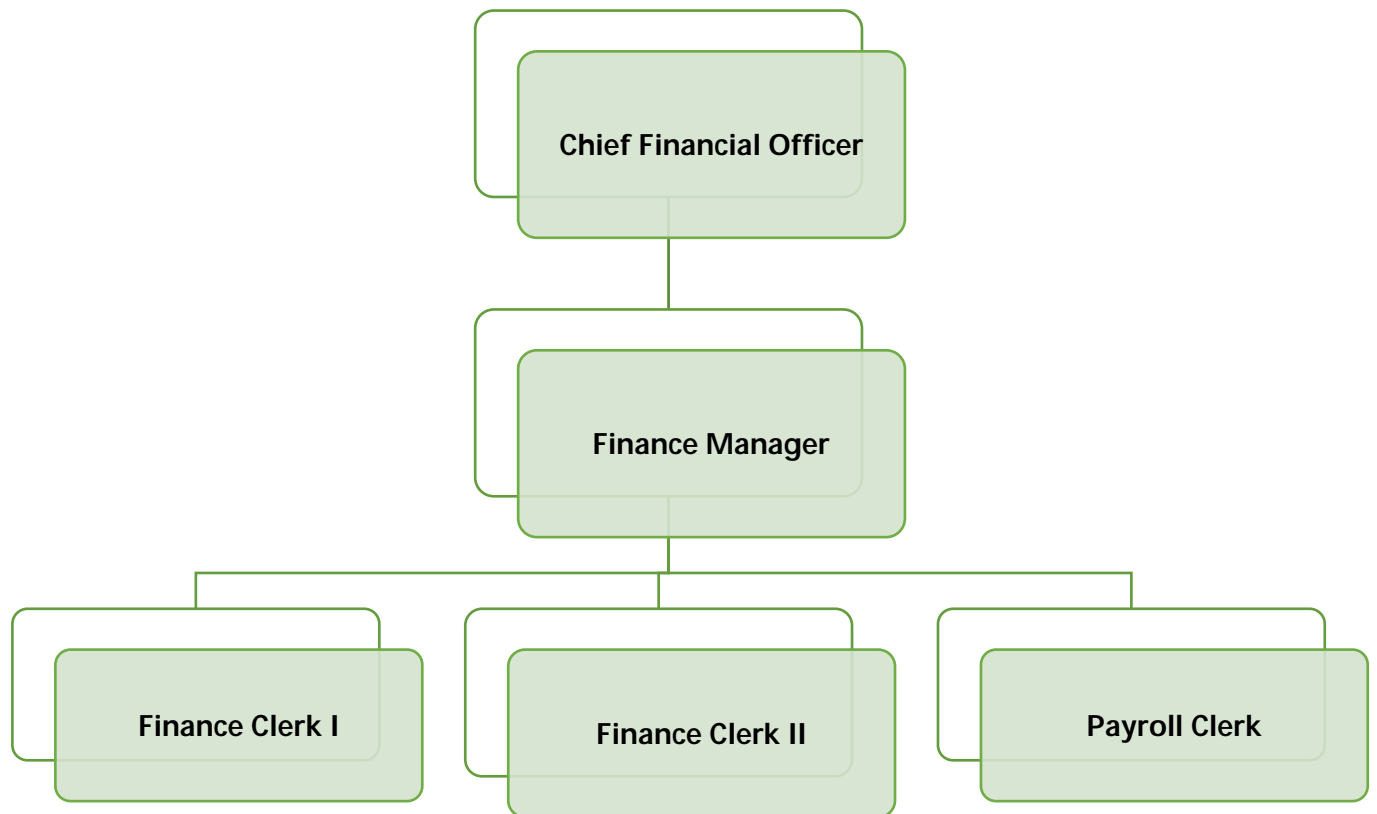 Chief Financial Officer
Finance Manager
Finance Clerk I
Finance Clerk II
Payroll Clerk